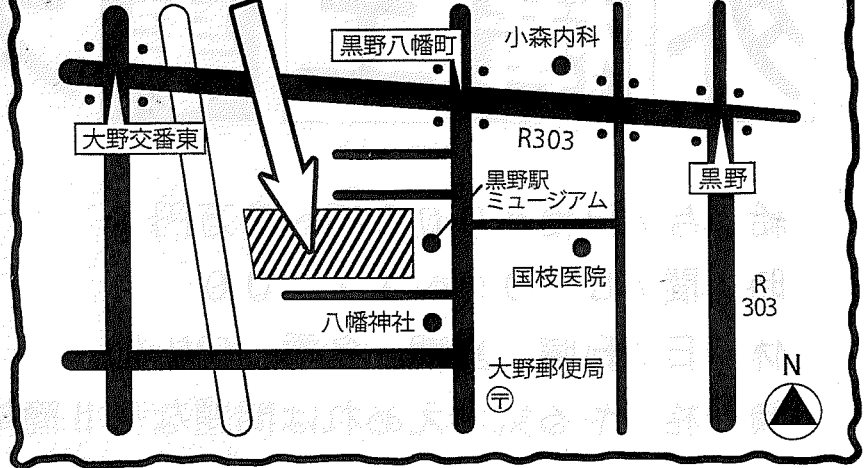 小森内科
黒野八幡町
大野交番東
R303
黒野
黒野駅
ミュージアム
国枝医院
R
303
八幡神社
大野郵便局
〒
N